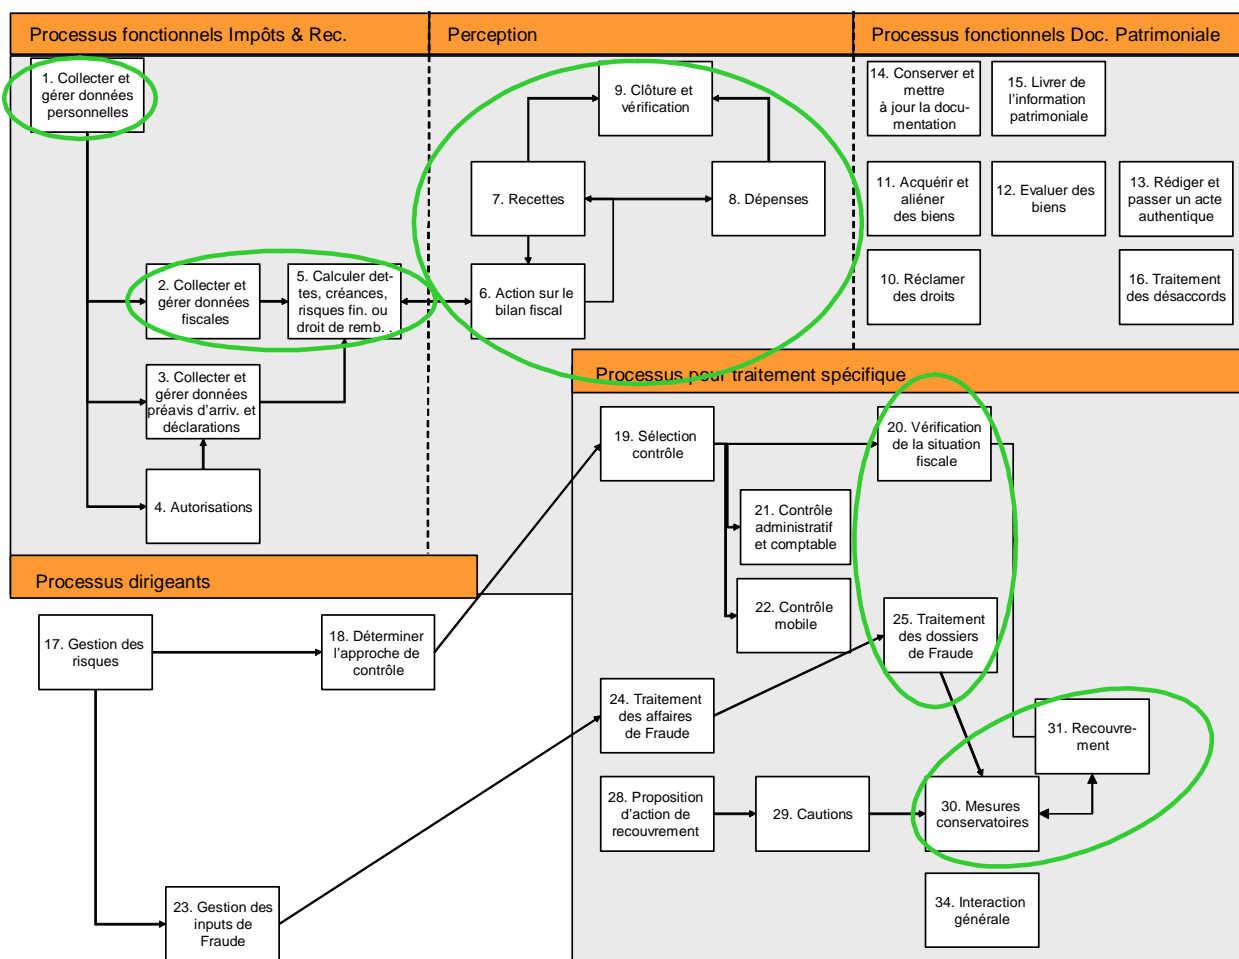 Processus fonctionnels Impôts & Rec.
Perception
Processus fonctionnels Doc. Patrimoniale
1. Collecter et
gérer données
personnelles
9. Clôture et
vérification
14. Conserver et
mettre
à jour la docu-
mentation
15. Livrer de
l'information
patrimoniale
7. Recettes
8. Dépenses
11. Acquérir et
aliéner
des biens
12. Evaluer des
biens
13. Rédiger et
passer un acte
authentique
2. Collecter et
gérer données
fiscales
5. Calculer det-
tes, créances,
risques fin. ou
droit de remb. .
6. Action sur le
bilan fiscal
10. Réclamer
des droits
16. Traitement
des désaccords
3. Collecter et
gérer données
préavis d'arriv. et
déclarations
4. Autorisations
Processus pour traitement spécifique
19. Sélection
contrôle
20. Vérification
de la situation
fiscale
21. Contrôle
administratif
et comptable
22. Contrôle
mobile
25. Traitement
des dossiers
de Fraude
Processus dirigeants
17. Gestion des
risques
18. Déterminer
l'approche de
contrôle
24. Traitement
des affaires
de Fraude
31. Recouvre-
ment
28. Proposition
d'action de
recouvrement
29. Cautions
30. Mesures
conservatoires
23. Gestion des
inputs de
Fraude
34. Interaction
générale